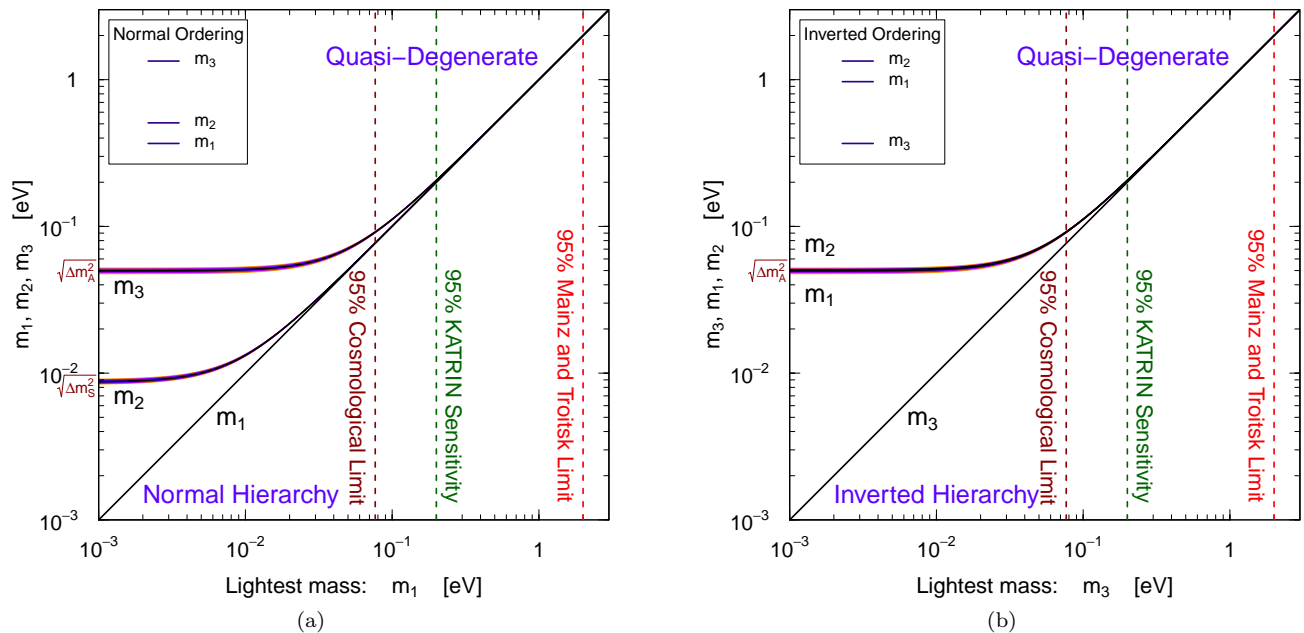 Normal Ordering
m₃
m₂
m₁
Quasi−Degenerate
m₁, m₂, m₃ [eV]
1
10⁻¹
10⁻²
10⁻³
√Δm²_A
√Δm²_S
m₃
m₂
m₁
Normal Hierarchy
95% Cosmological Limit
95% KATRIN Sensitivity
95% Mainz and Troitsk Limit
10⁻³ 10⁻² 10⁻¹ 1
Lightest mass: m₁ [eV]
(a)
Inverted Ordering
m₂
m₁
m₃
Quasi−Degenerate
m₃, m₁, m₂ [eV]
1
10⁻¹
10⁻²
10⁻³
√Δm²_A
m₂
m₁
m₃
Inverted Hierarchy
95% Cosmological Limit
95% KATRIN Sensitivity
95% Mainz and Troitsk Limit
10⁻³ 10⁻² 10⁻¹ 1
Lightest mass: m₃ [eV]
(b)